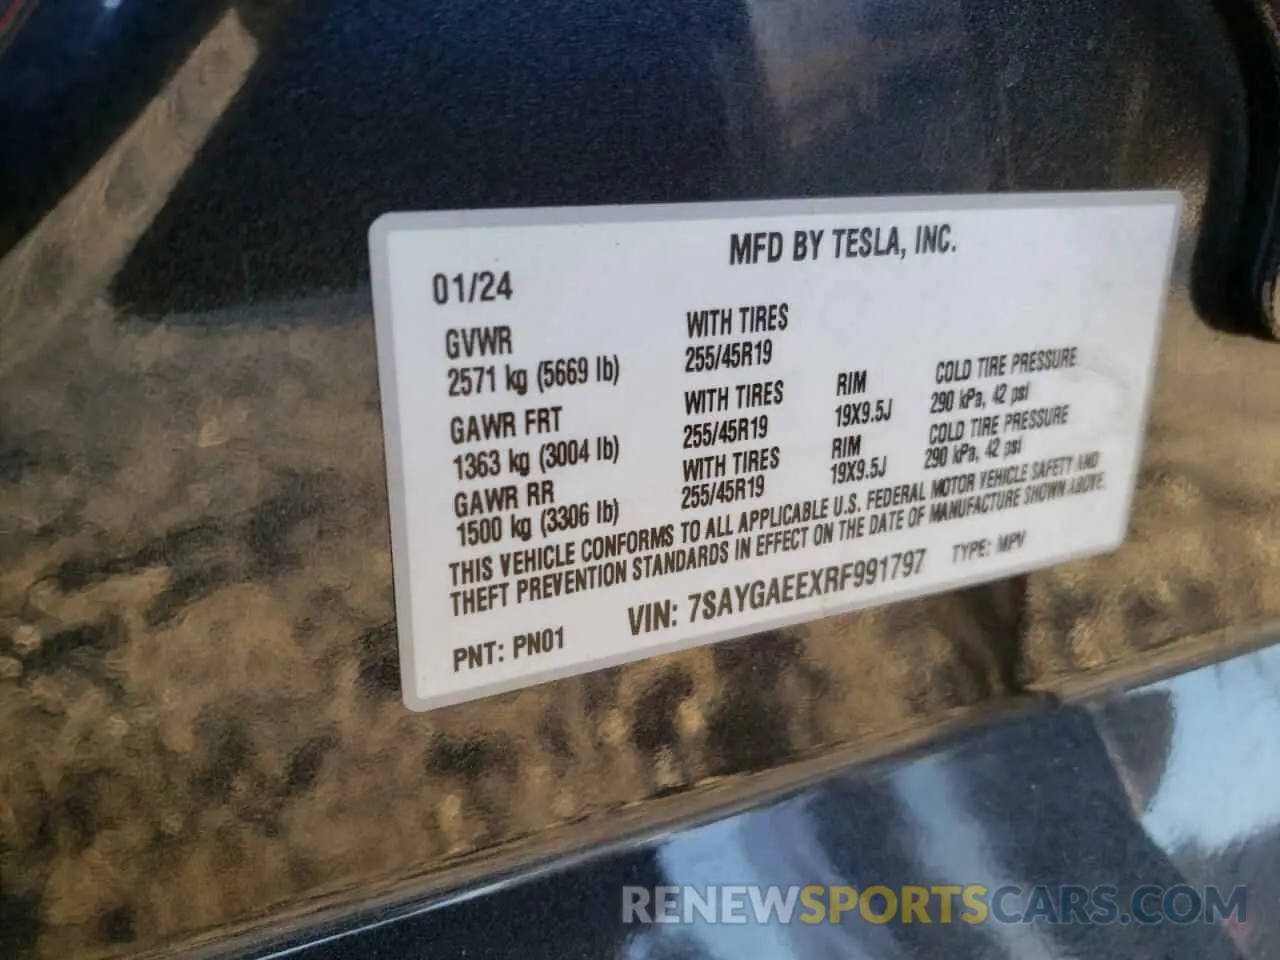 MFD BY TESLA, INC.
01/24
GVWR
2571 kg (5669 lb)
WITH TIRES
255/45R19
GAWR FRT
1363 kg (3004 lb)
WITH TIRES
255/45R19
RIM
19X9.5J
COLD TIRE PRESSURE
290 kPa, 42 psi
GAWR RR
1500 kg (3306 lb)
WITH TIRES
255/45R19
RIM
19X9.5J
COLD TIRE PRESSURE
290 kPa, 42 psi
THIS VEHICLE CONFORMS TO ALL APPLICABLE U.S. FEDERAL MOTOR VEHICLE SAFETY AND
THEFT PREVENTION STANDARDS IN EFFECT ON THE DATE OF MANUFACTURE SHOWN ABOVE.
PNT: PN01
VIN: 7SAYGAEEXRF991797
TYPE: MPV
RENEWSPORTSCARS.COM